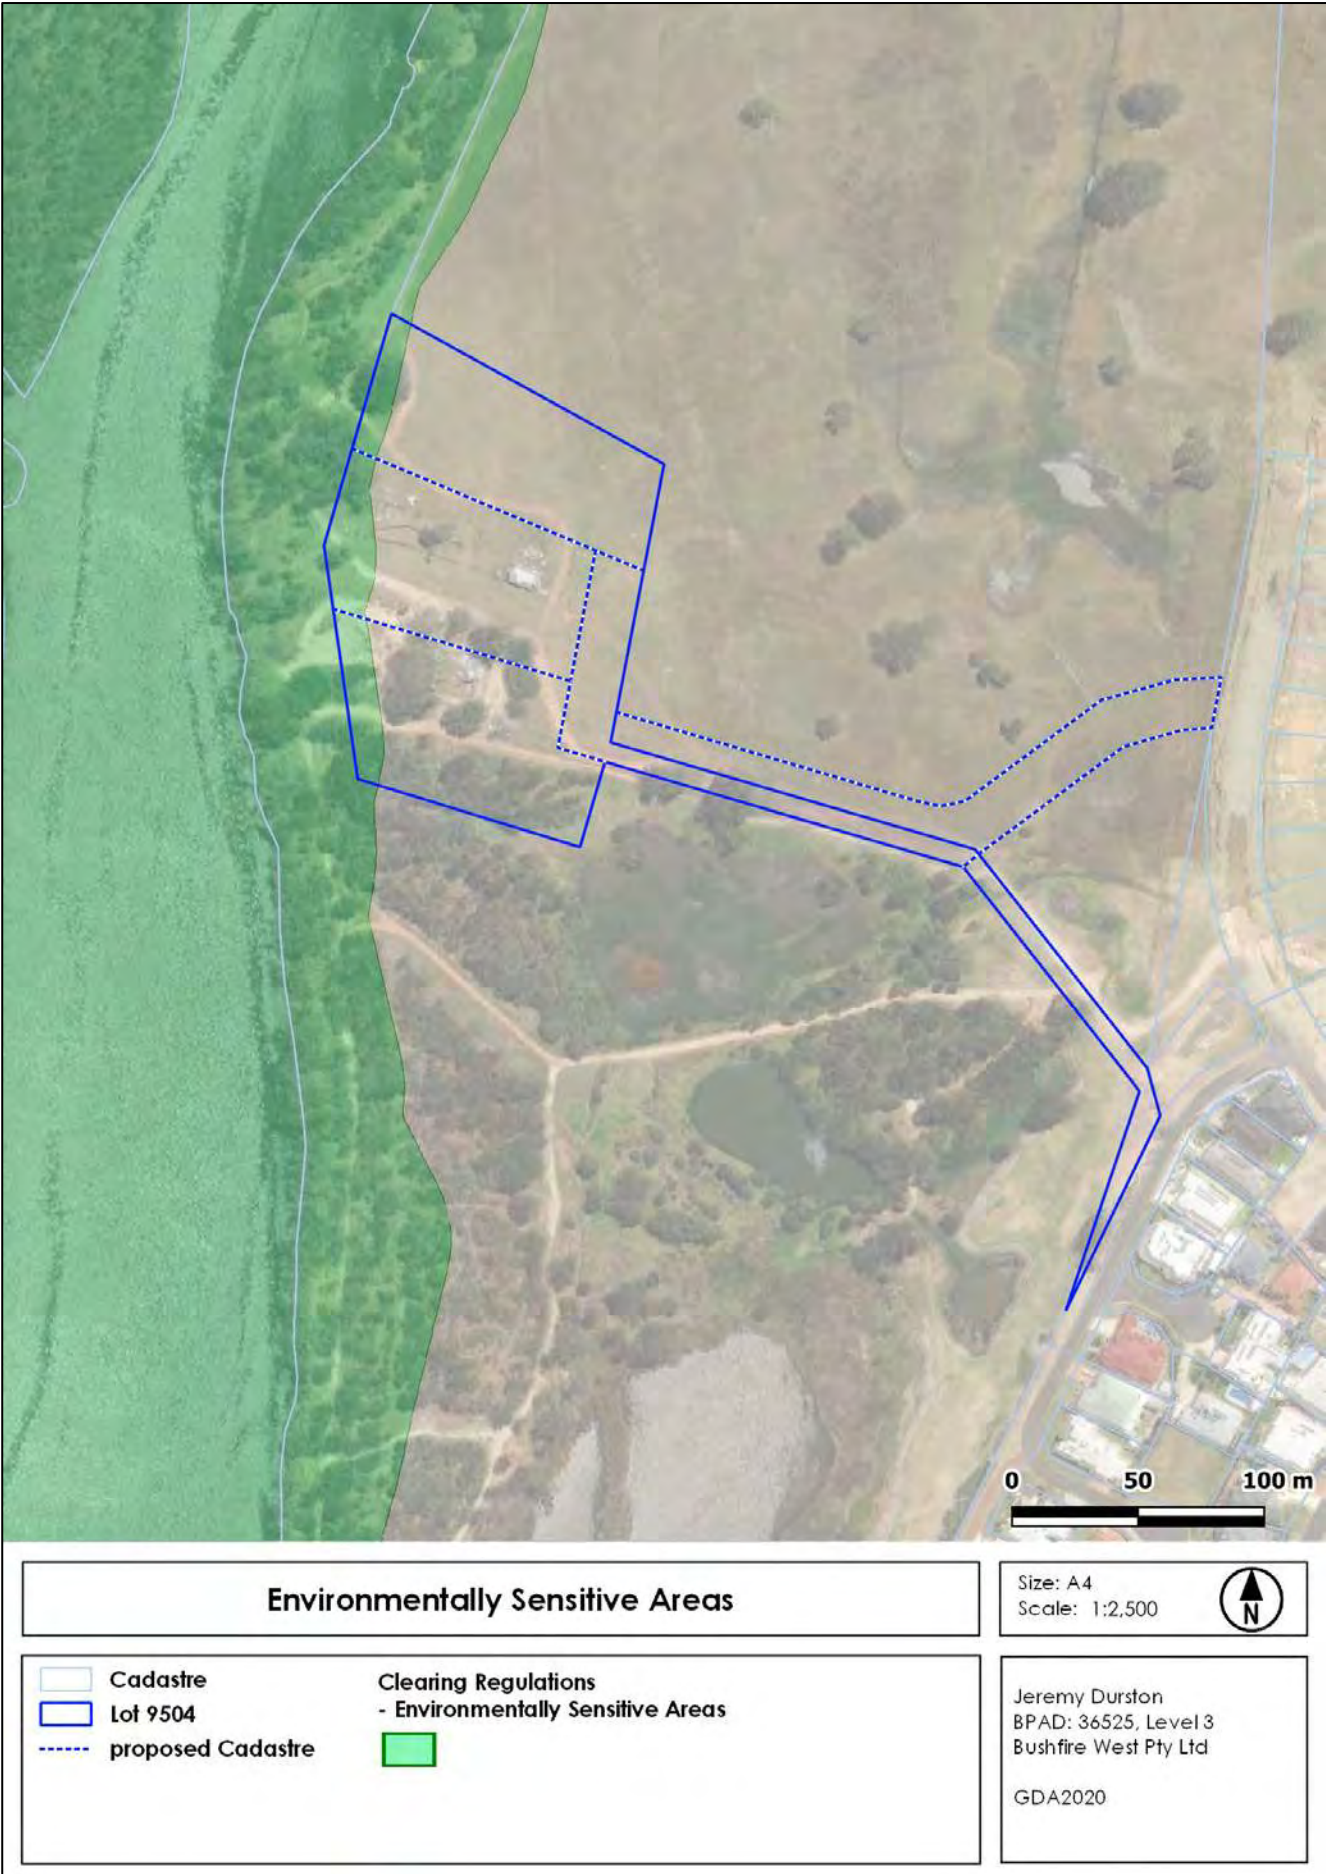 0 50 100 m
Environmentally Sensitive Areas
Size: A4
Scale: 1:2,500
N
Cadastre
Lot 9504
proposed Cadastre
Clearing Regulations
- Environmentally Sensitive Areas
Jeremy Durston
BPAD: 36525, Level 3
Bushfire West Pty Ltd
GDA2020